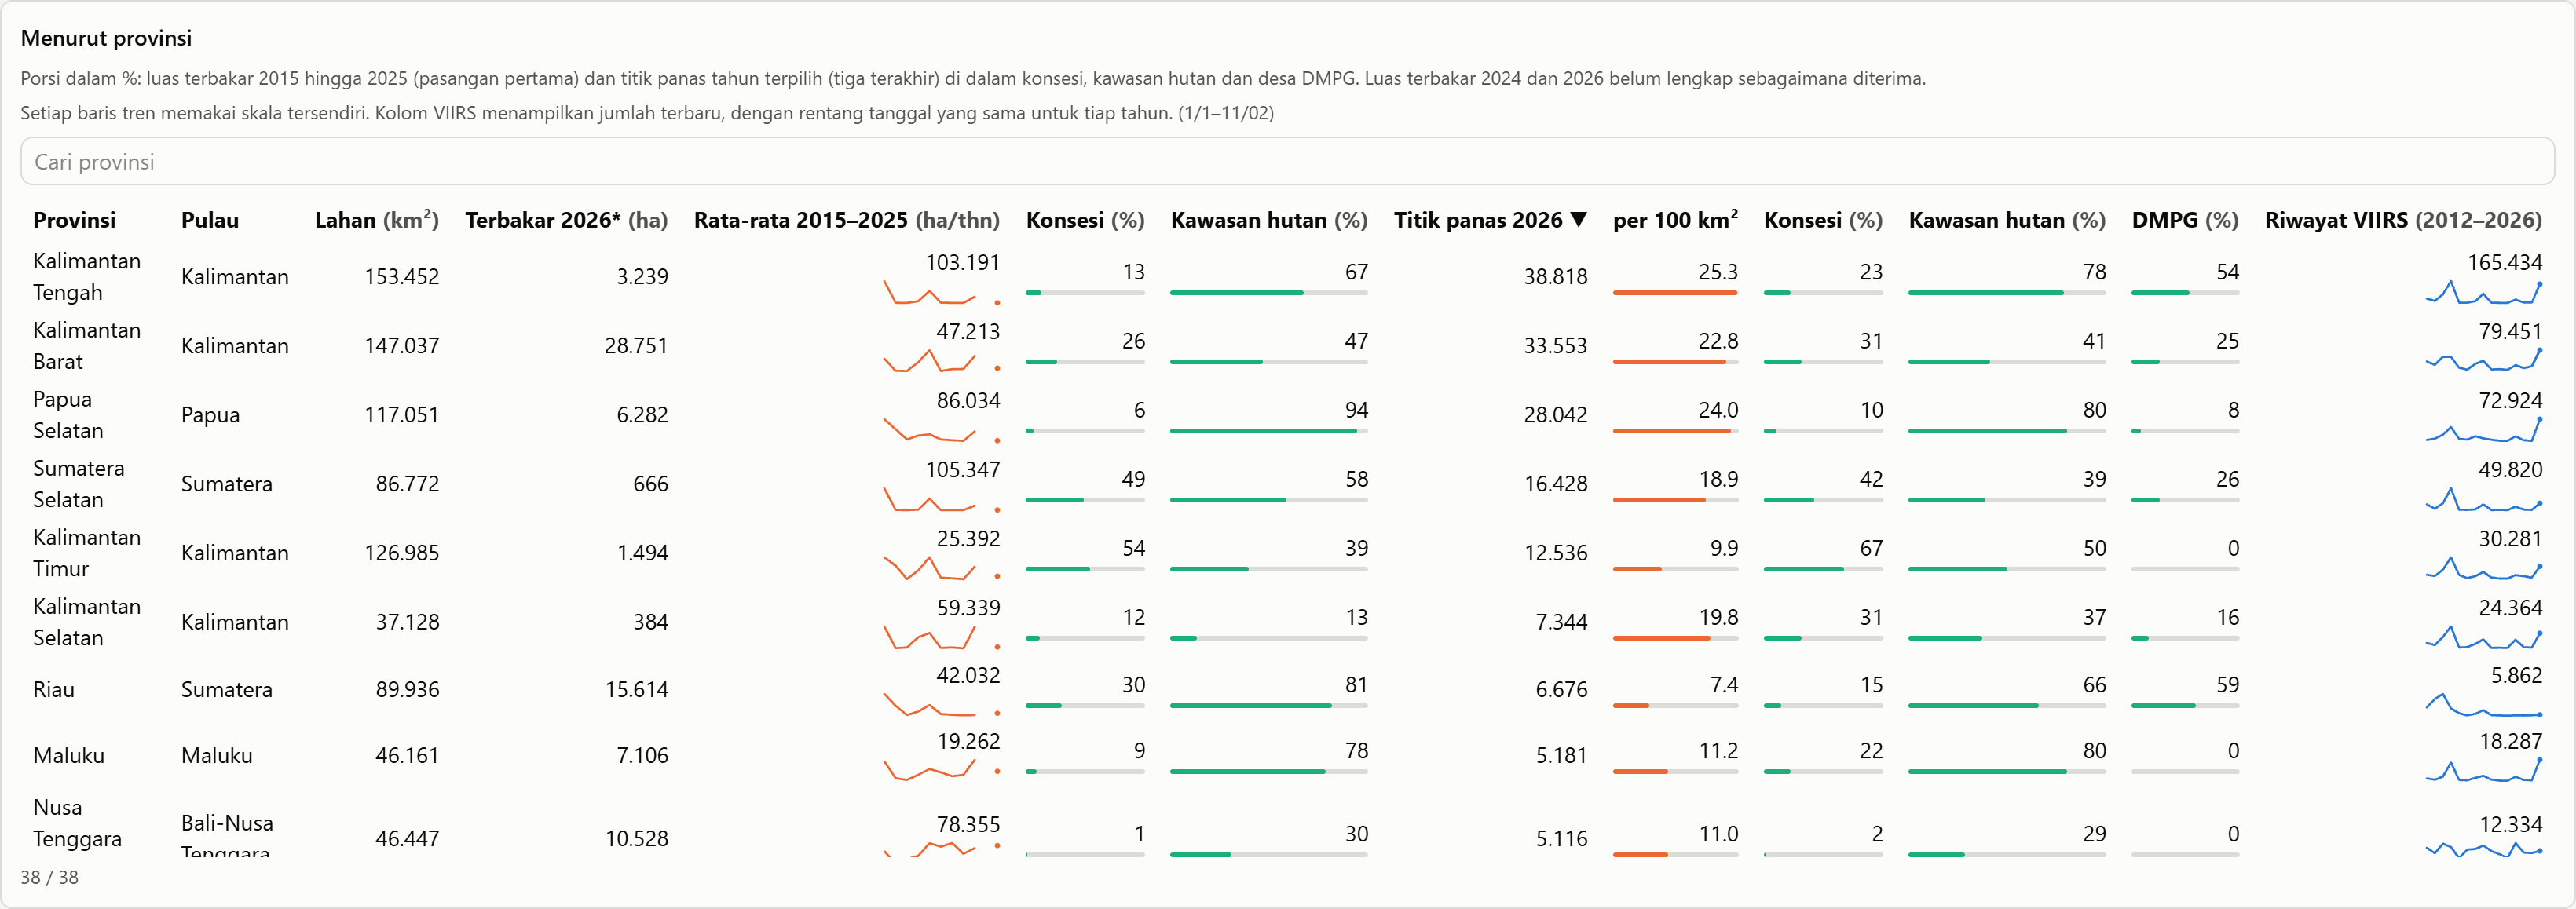 Menurut provinsi
Porsi dalam %: luas terbakar 2015 hingga 2025 (pasangan pertama) dan titik panas tahun terpilih (tiga terakhir) di dalam konsesi, kawasan hutan dan desa DMPG. Luas terbakar 2024 dan 2026 belum lengkap sebagaimana diterima.
Setiap baris tren memakai skala tersendiri. Kolom VIIRS menampilkan jumlah terbaru, dengan rentang tanggal yang sama untuk tiap tahun. (1/1–11/02)
Cari provinsi
Provinsi Pulau Lahan (km²) Terbakar 2026* (ha) Rata-rata 2015–2025 (ha/thn) Konsesi (%) Kawasan hutan (%) Titik panas 2026 ▼ per 100 km² Konsesi (%) Kawasan hutan (%) DMPG (%) Riwayat VIIRS (2012–2026)
Kalimantan Tengah Kalimantan 153.452 3.239 103.191 13 67 38.818 25.3 23 78 54 165.434
Kalimantan Barat Kalimantan 147.037 28.751 47.213 26 47 33.553 22.8 31 41 25 79.451
Papua Selatan Papua 117.051 6.282 86.034 6 94 28.042 24.0 10 80 8 72.924
Sumatera Selatan Sumatera 86.772 666 105.347 49 58 16.428 18.9 42 39 26 49.820
Kalimantan Timur Kalimantan 126.985 1.494 25.392 54 39 12.536 9.9 67 50 0 30.281
Kalimantan Selatan Kalimantan 37.128 384 59.339 12 13 7.344 19.8 31 37 16 24.364
Riau Sumatera 89.936 15.614 42.032 30 81 6.676 7.4 15 66 59 5.862
Maluku Maluku 46.161 7.106 19.262 9 78 5.181 11.2 22 80 0 18.287
Nusa Tenggara Bali-Nusa Tenggara 46.447 10.528 78.355 1 30 5.116 11.0 2 29 0 12.334
38 / 38